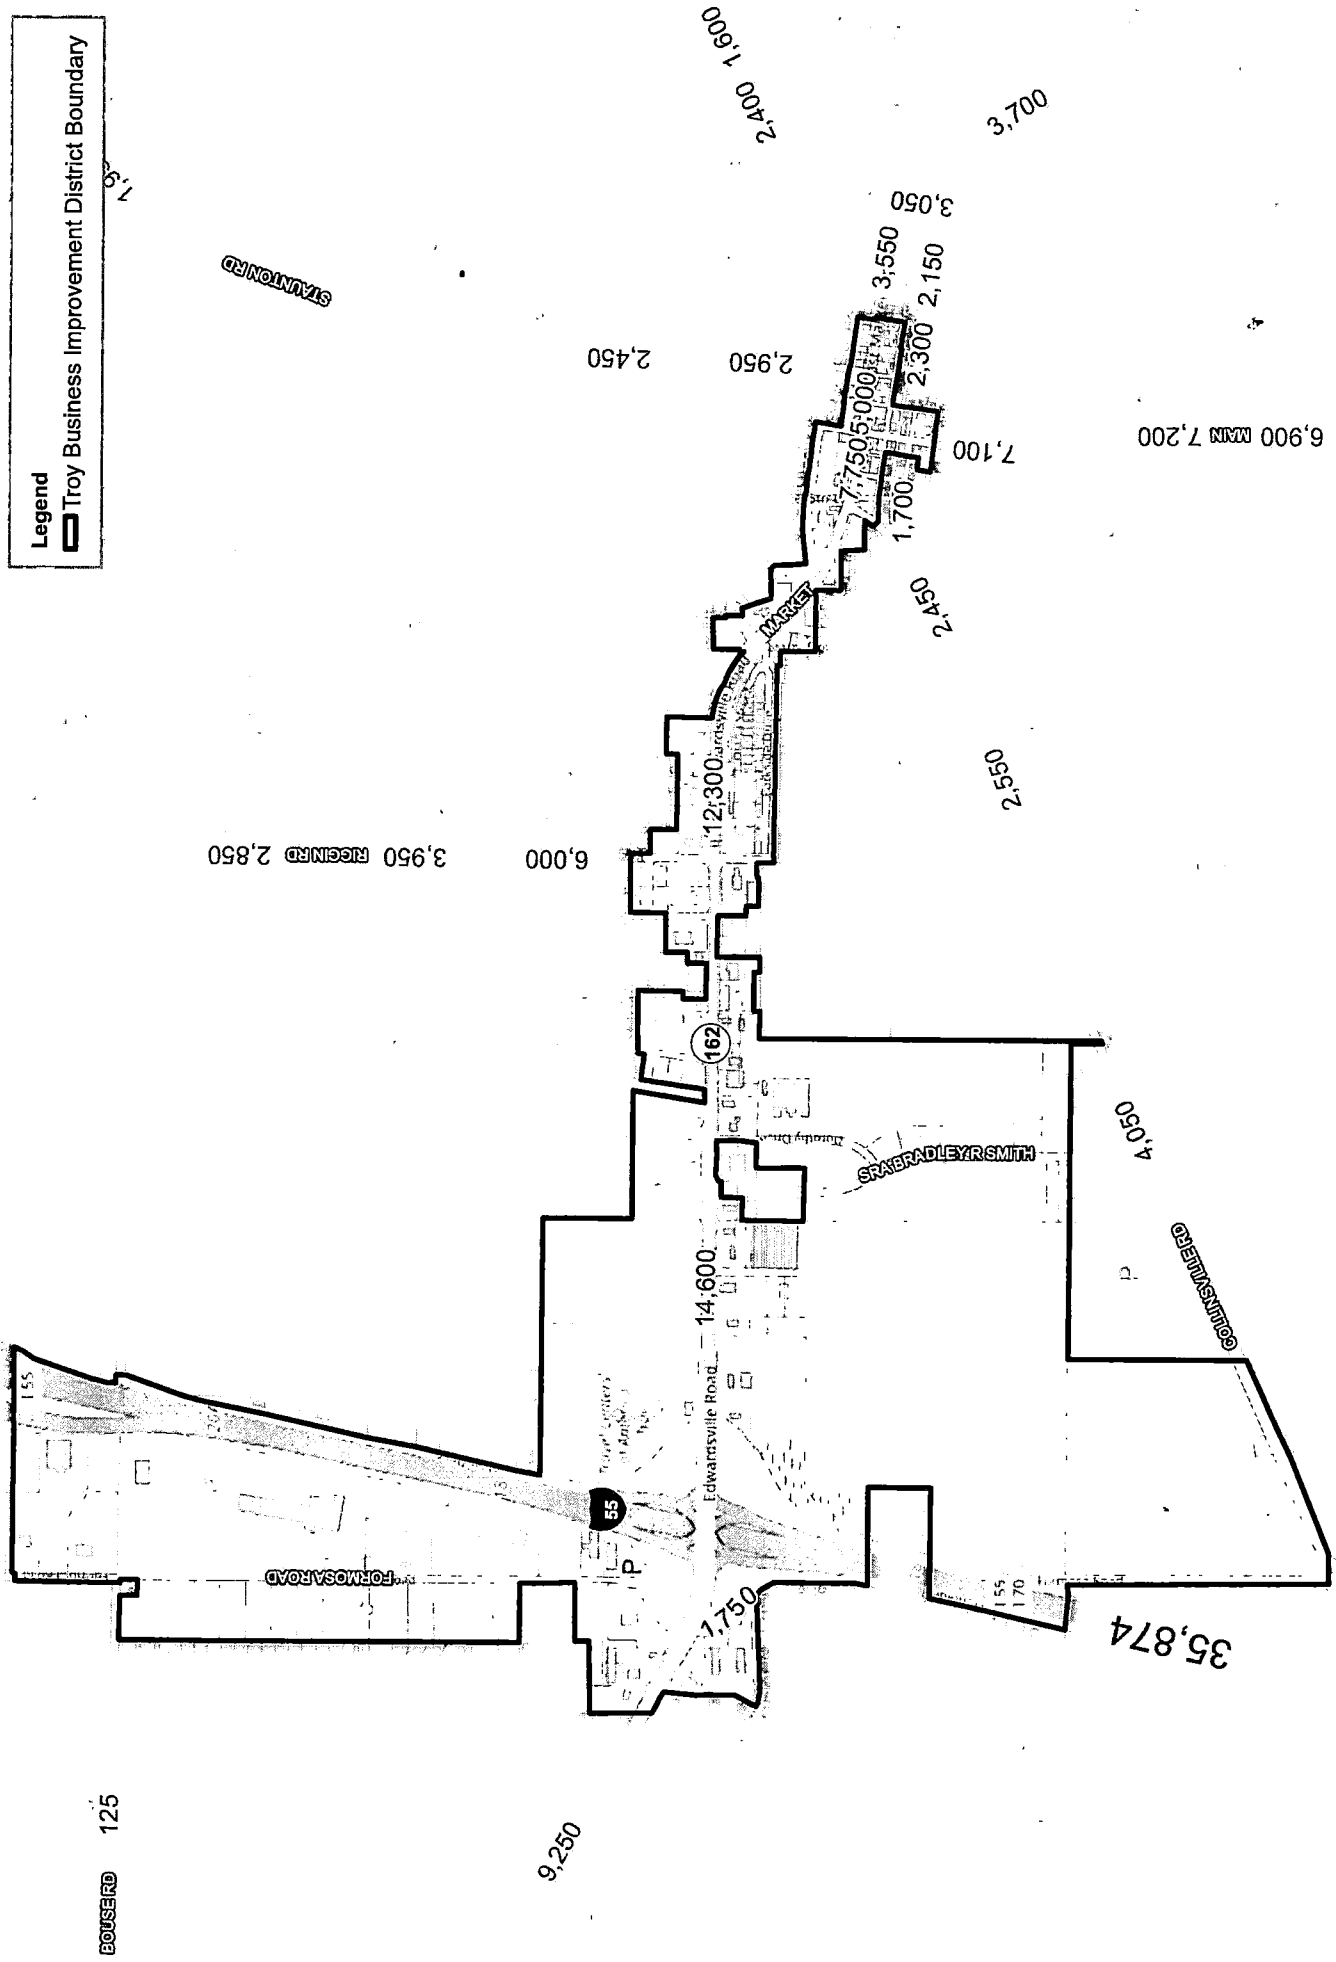 Legend
Troy Business Improvement District Boundary
STAUNTON RD
1,600
2,400
3,700
3,050
3,550
2,150
2,300
2,450
2,950
5,000
7,750
7,100
1,700
6,900 MAIN 7,200
MARKET
2,450
2,550
12,300
2,850 RIGGIN RD 3,950
6,000
162
SRA BRADLEY R SMITH
4,050
COLLINSVILLE RD
14,600
Edwardsville Road
I 55
FORMOSA ROAD
55
P
1,750
I 55
I 70
35,874
BOUSE RD 125
9,250